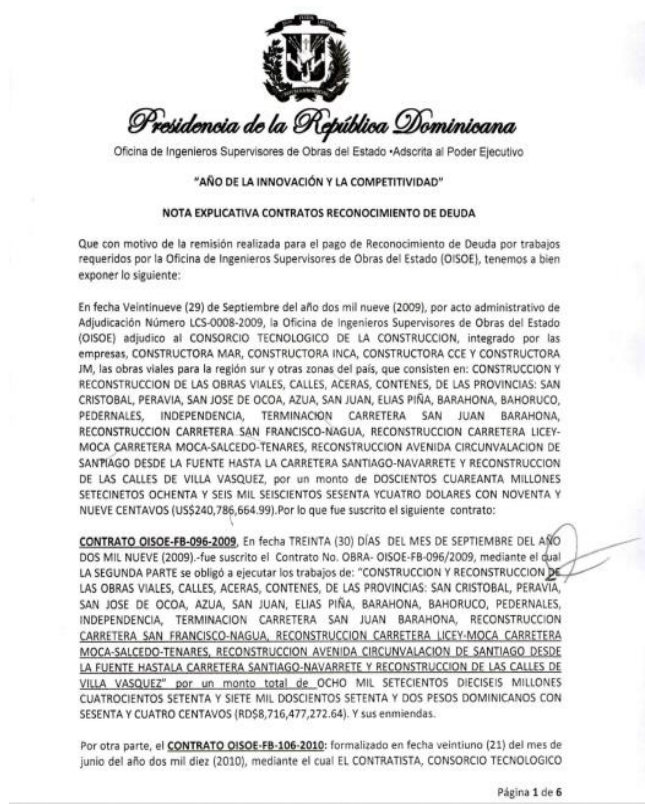 Presidencia de la República Dominicana
Oficina de Ingenieros Supervisores de Obras del Estado •Adscrita al Poder Ejecutivo
"AÑO DE LA INNOVACIÓN Y LA COMPETITIVIDAD"
NOTA EXPLICATIVA CONTRATOS RECONOCIMIENTO DE DEUDA
Que con motivo de la remisión realizada para el pago de Reconocimiento de Deuda por trabajos
requeridos por la Oficina de Ingenieros Supervisores de Obras del Estado (OISOE), tenemos a bien
exponer lo siguiente:
En fecha Veintinueve (29) de Septiembre del año dos mil nueve (2009), por acto administrativo de
Adjudicación Número LCS-0008-2009, la Oficina de Ingenieros Supervisores de Obras del Estado
(OISOE) adjudico al CONSORCIO TECNOLOGICO DE LA CONSTRUCCION, integrado por las
empresas, CONSTRUCTORA MAR, CONSTRUCTORA INCA, CONSTRUCTORA CCE Y CONSTRUCTORA
JM, las obras viales para la región sur y otras zonas del país, que consisten en: CONSTRUCCION Y
RECONSTRUCCION DE LAS OBRAS VIALES, CALLES, ACERAS, CONTENES, DE LAS PROVINCIAS: SAN
CRISTOBAL, PERAVIA, SAN JOSE DE OCOA, AZUA, SAN JUAN, ELIAS PIÑA, BARAHONA, BAHORUCO,
PEDERNALES, INDEPENDENCIA, TERMINACION CARRETERA SAN JUAN BARAHONA,
RECONSTRUCCION CARRETERA SAN FRANCISCO-NAGUA, RECONSTRUCCION CARRETERA LICEY-
MOCA CARRETERA MOCA-SALCEDO-TENARES, RECONSTRUCCION AVENIDA CIRCUNVALACION DE
SANTIAGO DESDE LA FUENTE HASTA LA CARRETERA SANTIAGO-NAVARRETE Y RECONSTRUCCION
DE LAS CALLES DE VILLA VASQUEZ, por un monto de DOSCIENTOS CUAREANTA MILLONES
SETECINETOS OCHENTA Y SEIS MIL SEISCIENTOS SESENTA YCUATRO DOLARES CON NOVENTA Y
NUEVE CENTAVOS (US$240,786,664.99).Por lo que fue suscrito el siguiente contrato:
CONTRATO OISOE-FB-096-2009, En fecha TREINTA (30) DÍAS DEL MES DE SEPTIEMBRE DEL AÑO
DOS MIL NUEVE (2009).-fue suscrito el Contrato No. OBRA- OISOE-FB-096/2009, mediante el cual
LA SEGUNDA PARTE se obligó a ejecutar los trabajos de: "CONSTRUCCION Y RECONSTRUCCION DE
LAS OBRAS VIALES, CALLES, ACERAS, CONTENES, DE LAS PROVINCIAS: SAN CRISTOBAL, PERAVIA,
SAN JOSE DE OCOA, AZUA, SAN JUAN, ELIAS PIÑA, BARAHONA, BAHORUCO, PEDERNALES,
INDEPENDENCIA, TERMINACION CARRETERA SAN JUAN BARAHONA, RECONSTRUCCION
CARRETERA SAN FRANCISCO-NAGUA, RECONSTRUCCION CARRETERA LICEY-MOCA CARRETERA
MOCA-SALCEDO-TENARES, RECONSTRUCCION AVENIDA CIRCUNVALACION DE SANTIAGO DESDE
LA FUENTE HASTALA CARRETERA SANTIAGO-NAVARRETE Y RECONSTRUCCION DE LAS CALLES DE
VILLA VASQUEZ" por un monto total de OCHO MIL SETECIENTOS DIECISEIS MILLONES
CUATROCIENTOS SETENTA Y SIETE MIL DOSCIENTOS SETENTA Y DOS PESOS DOMINICANOS CON
SESENTA Y CUATRO CENTAVOS (RD$8,716,477,272.64). Y sus enmiendas.
Por otra parte, el CONTRATO OISOE-FB-106-2010: formalizado en fecha veintiuno (21) del mes de
junio del año dos mil diez (2010), mediante el cual EL CONTRATISTA, CONSORCIO TECNOLOGICO
Página 1 de 6